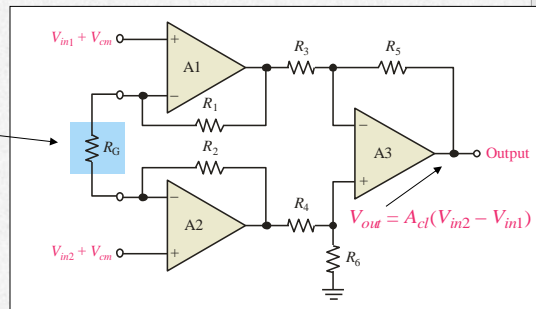 V_in1 + V_cm
+
A1
−
R_3
R_5
R_1
R_G
R_2
−
A3
+
Output
−
A2
R_4
V_out = A_cl(V_in2 − V_in1)
V_in2 + V_cm
+
R_6